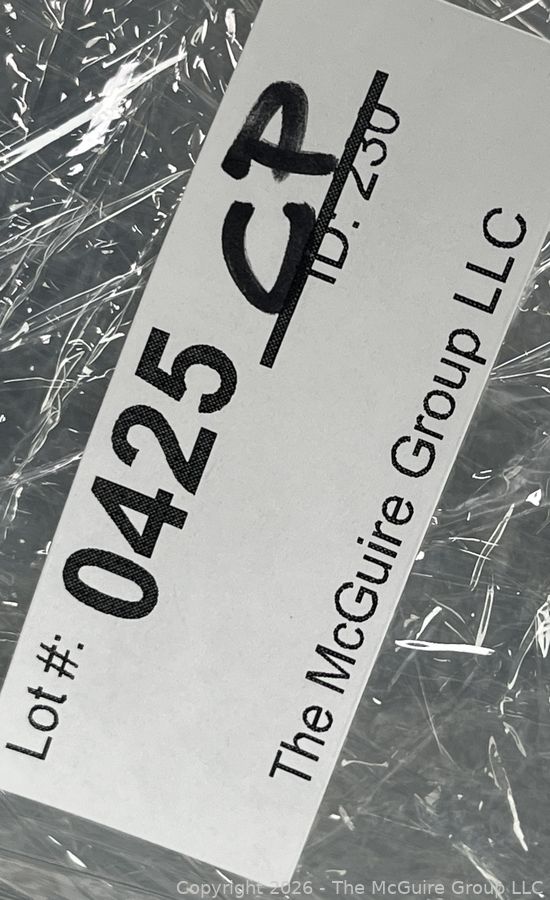 Lot #: 0425 CP
ID: 230
The McGuire Group LLC
Copyright 2026 - The McGuire Group LLC